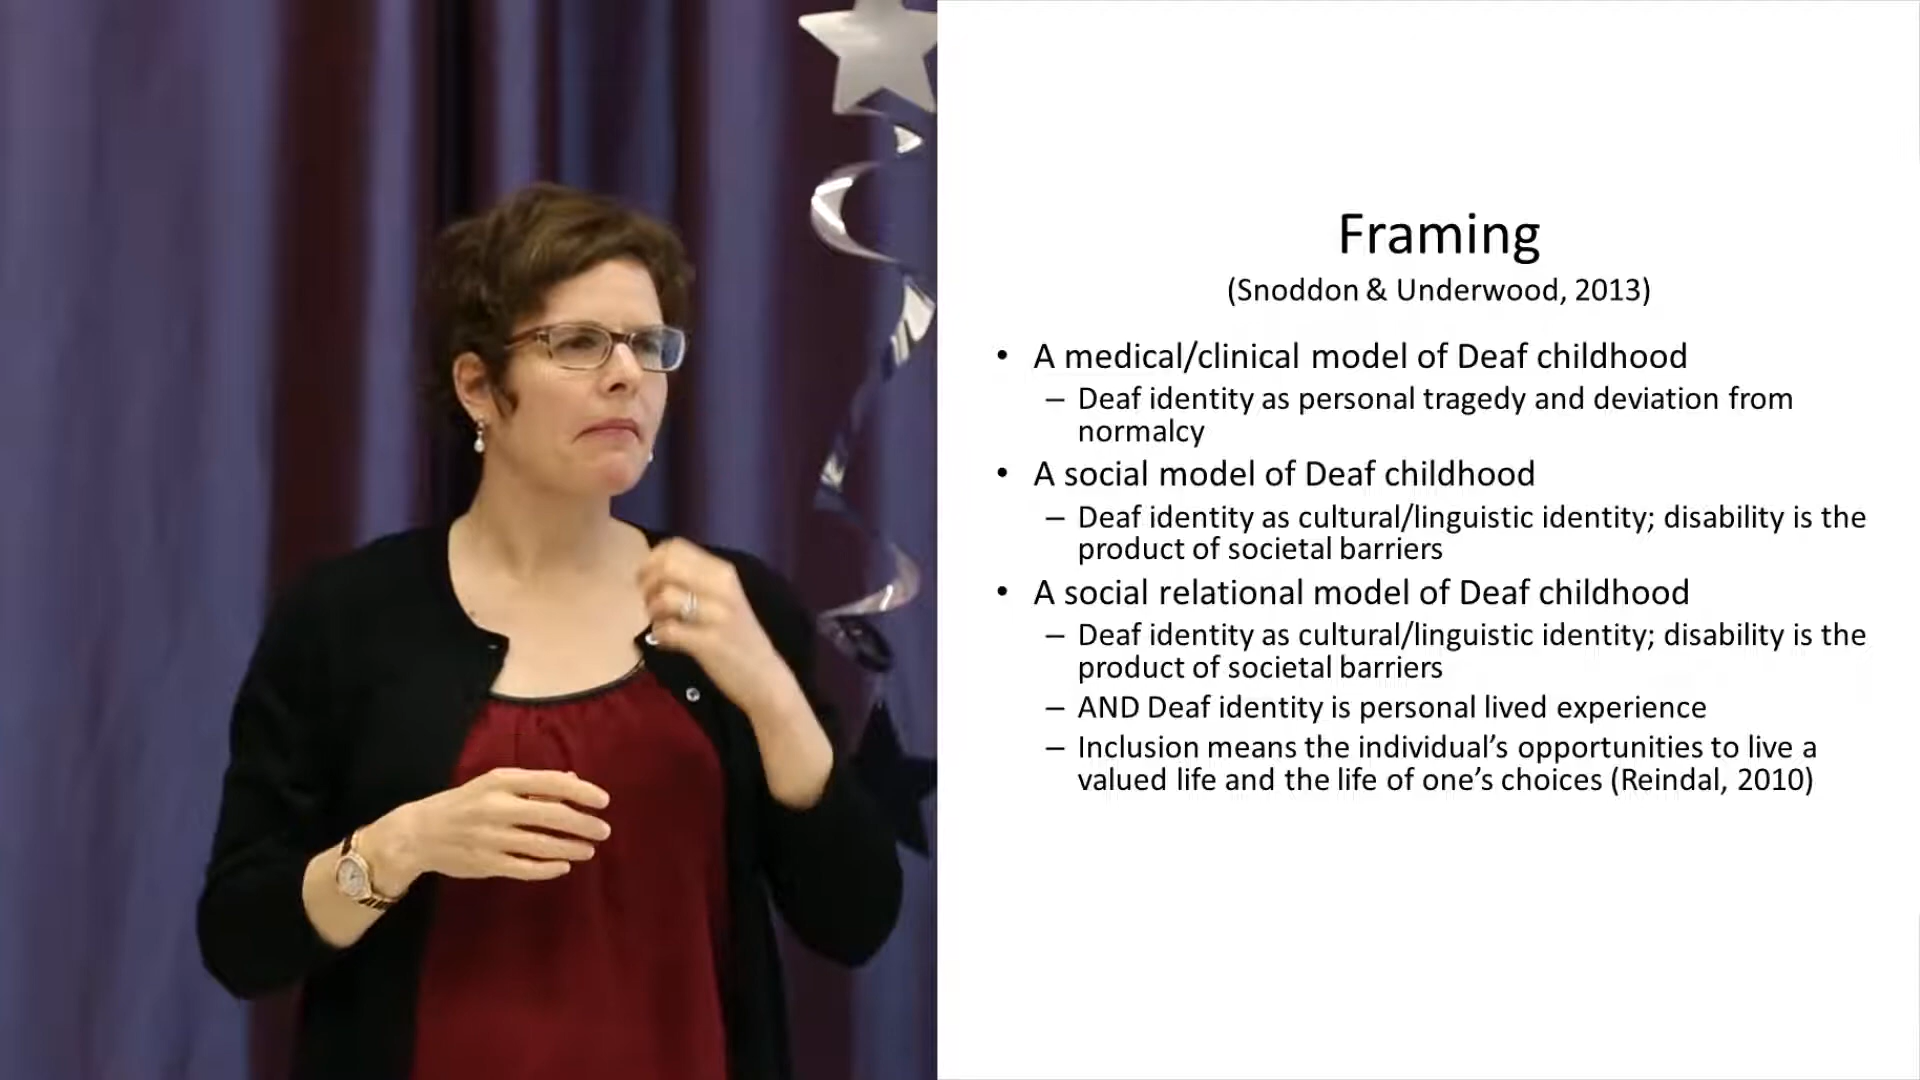 Framing
(Snoddon & Underwood, 2013)
• A medical/clinical model of Deaf childhood
– Deaf identity as personal tragedy and deviation from
normalcy
• A social model of Deaf childhood
– Deaf identity as cultural/linguistic identity; disability is the
product of societal barriers
• A social relational model of Deaf childhood
– Deaf identity as cultural/linguistic identity; disability is the
product of societal barriers
– AND Deaf identity is personal lived experience
– Inclusion means the individual’s opportunities to live a
valued life and the life of one’s choices (Reindal, 2010)